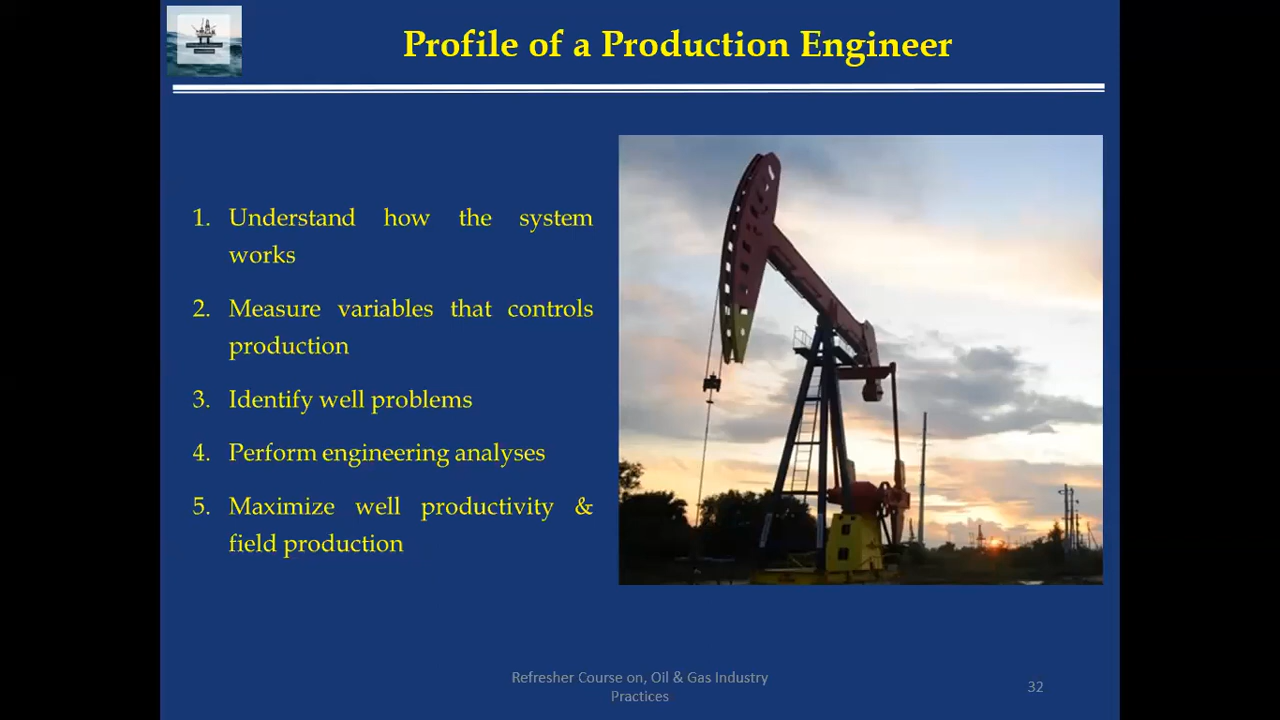 Profile of a Production Engineer
1. Understand how the system
works
2. Measure variables that controls
production
3. Identify well problems
4. Perform engineering analyses
5. Maximize well productivity &
field production
Refresher Course on, Oil & Gas Industry
Practices
32